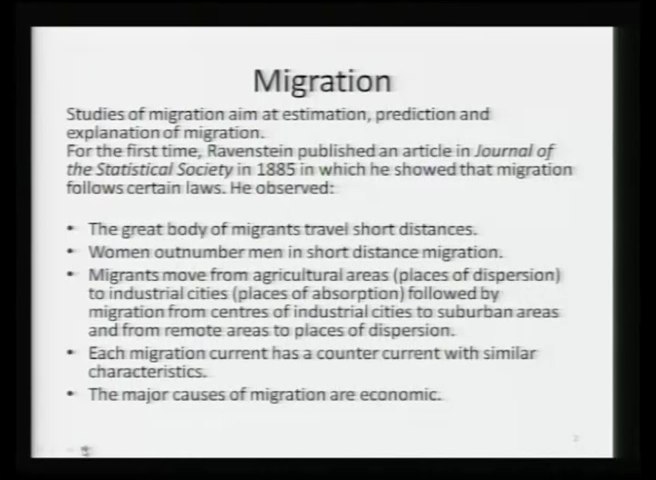 Migration
Studies of migration aim at estimation, prediction and
explanation of migration.
For the first time, Ravenstein published an article in Journal of
the Statistical Society in 1885 in which he showed that migration
follows certain laws. He observed:
• The great body of migrants travel short distances.
• Women outnumber men in short distance migration.
• Migrants move from agricultural areas (places of dispersion)
to industrial cities (places of absorption) followed by
migration from centres of industrial cities to suburban areas
and from remote areas to places of dispersion.
• Each migration current has a counter current with similar
characteristics.
• The major causes of migration are economic.
2